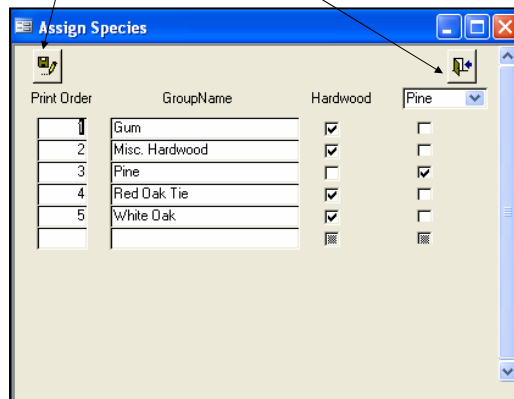 Assign Species
Print Order GroupName Hardwood Pine
1 Gum
2 Misc. Hardwood
3 Pine
4 Red Oak Tie
5 White Oak